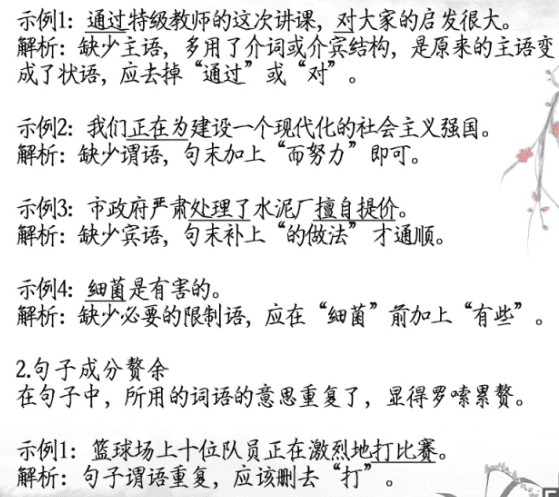 示例1：通过特级教师的这次讲课，对大家的启发很大。
解析：缺少主语，多用了介词或介宾结构，是原来的主语变
成了状语，应去掉“通过”或“对”。
示例2：我们正在为建设一个现代化的社会主义强国。
解析：缺少谓语，句末加上“而努力”即可。
示例3：市政府严肃处理了水泥厂擅自提价。
解析：缺少宾语，句末补上“的做法”才通顺。
示例4：细菌是有害的。
解析：缺少必要的限制语，应在“细菌”前加上“有些”。
2.句子成分赘余
在句子中，所用的词语的意思重复了，显得罗嗦累赘。
示例1：篮球场上十位队员正在激烈地打比赛。
解析：句子谓语重复，应该删去“打”。